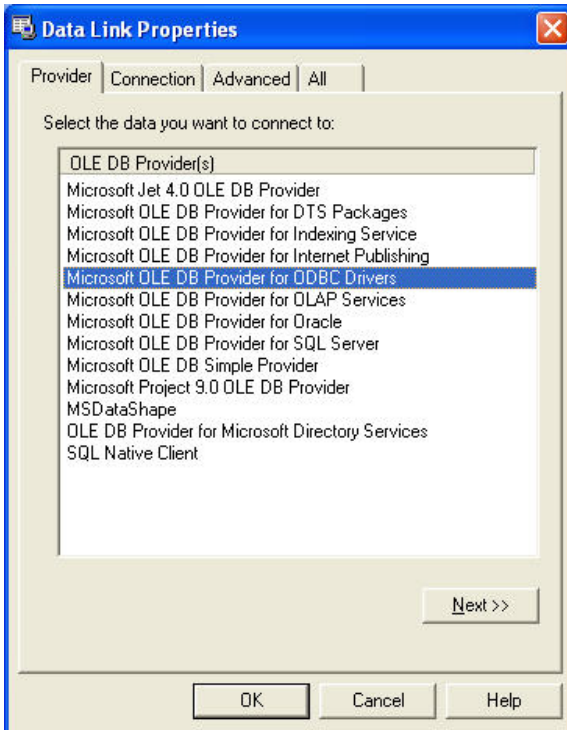 Data Link Properties
Provider Connection Advanced All
Select the data you want to connect to:
OLE DB Provider(s)
Microsoft Jet 4.0 OLE DB Provider
Microsoft OLE DB Provider for DTS Packages
Microsoft OLE DB Provider for Indexing Service
Microsoft OLE DB Provider for Internet Publishing
Microsoft OLE DB Provider for ODBC Drivers
Microsoft OLE DB Provider for OLAP Services
Microsoft OLE DB Provider for Oracle
Microsoft OLE DB Provider for SQL Server
Microsoft OLE DB Simple Provider
Microsoft Project 9.0 OLE DB Provider
MSDataShape
OLE DB Provider for Microsoft Directory Services
SQL Native Client
Next >>
OK Cancel Help